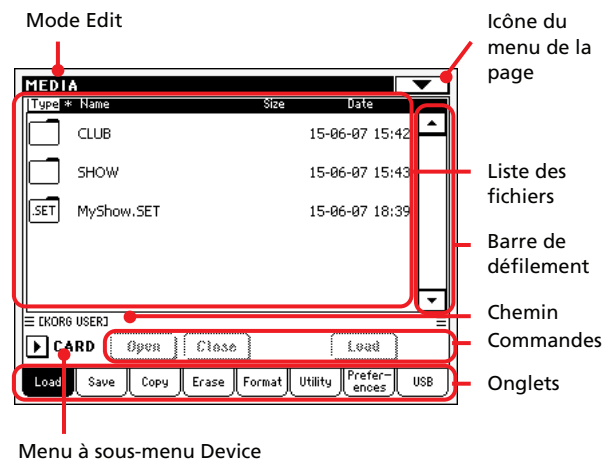 Mode Edit
Icône du
menu de la
page
MEDIA
Type * Name Size Date
CLUB 15-06-07 15:42
SHOW 15-06-07 15:43
.SET MyShow.SET 15-06-07 18:39
Liste des
fichiers
Barre de
défilement
[KORG USER]
Chemin
CARD Open Close Load
Commandes
Load Save Copy Erase Format Utility Prefer-
ences USB
Onglets
Menu à sous-menu Device